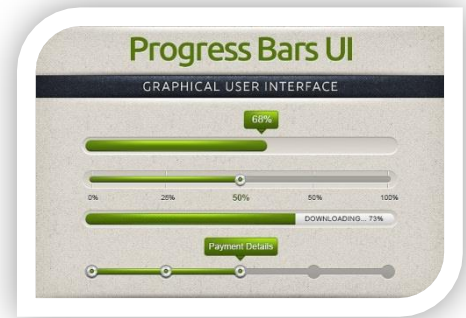 Progress Bars UI
GRAPHICAL USER INTERFACE
68%
0% 25% 50% 50% 100%
DOWNLOADING... 73%
Payment Details